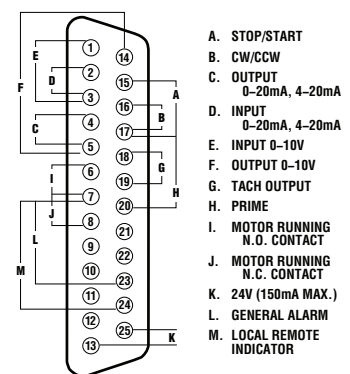 1
2
3
4
5
6
7
8
9
10
11
12
13
14
15
16
17
18
19
20
21
22
23
24
25
E
D
F
C
I
J
L
M
A
B
G
H
K
A. STOP/START
B. CW/CCW
C. OUTPUT
0–20mA, 4–20mA
D. INPUT
0–20mA, 4–20mA
E. INPUT 0–10V
F. OUTPUT 0–10V
G. TACH OUTPUT
H. PRIME
I. MOTOR RUNNING
N.O. CONTACT
J. MOTOR RUNNING
N.C. CONTACT
K. 24V (150mA MAX.)
L. GENERAL ALARM
M. LOCAL REMOTE
INDICATOR